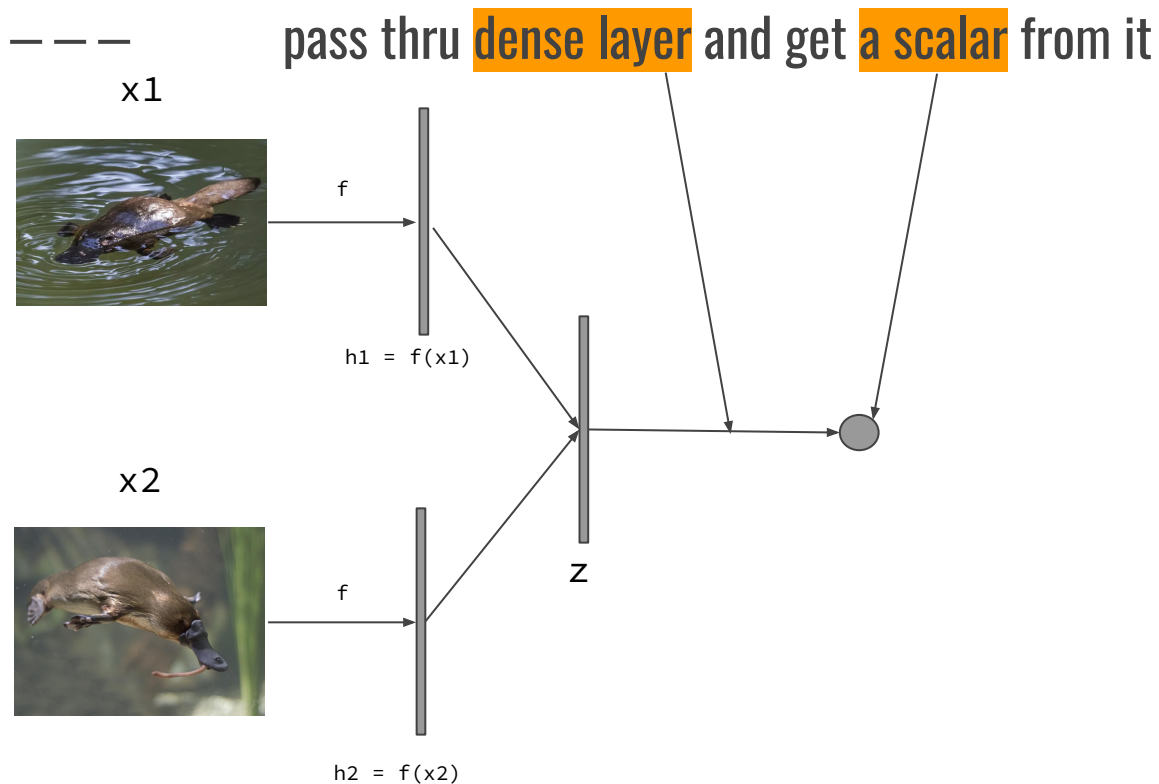 pass thru dense layer and get a scalar from it
x1
f
h1 = f(x1)
x2
z
f
h2 = f(x2)